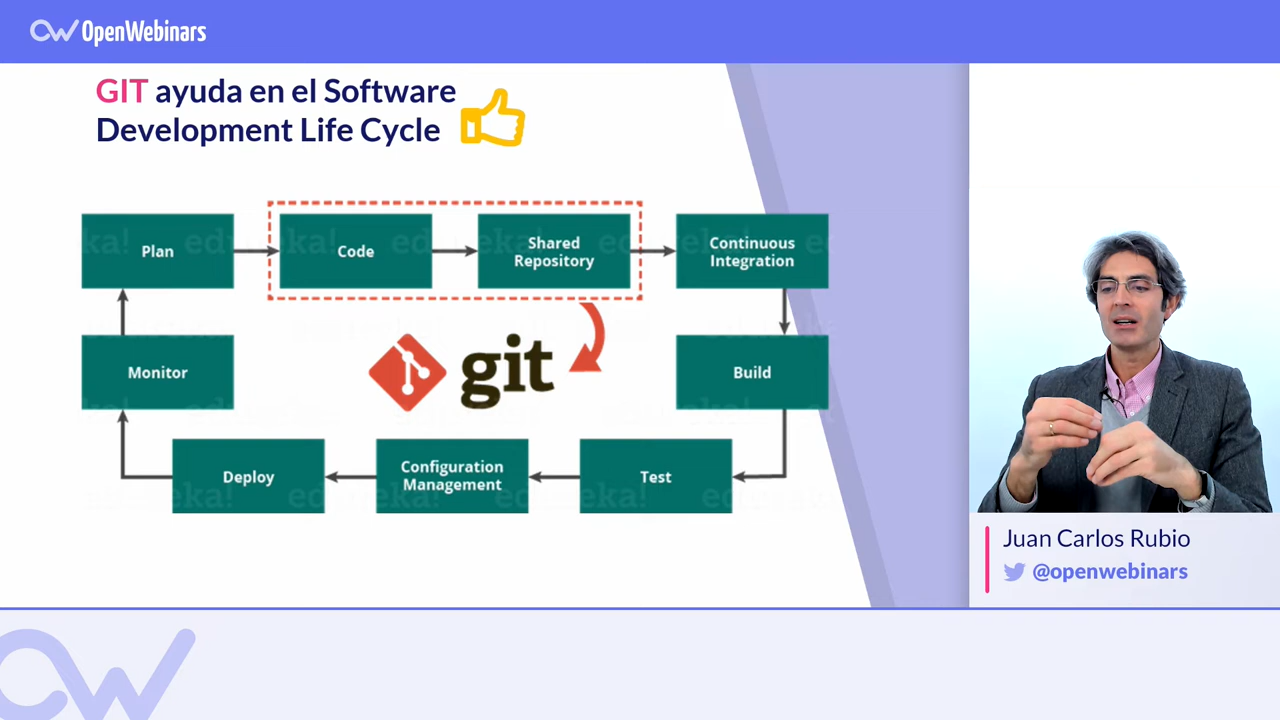 OpenWebinars
GIT ayuda en el Software
Development Life Cycle
Plan
Code
Shared
Repository
Continuous
Integration
git
Monitor
Build
Deploy
Configuration
Management
Test
Juan Carlos Rubio
@openwebinars